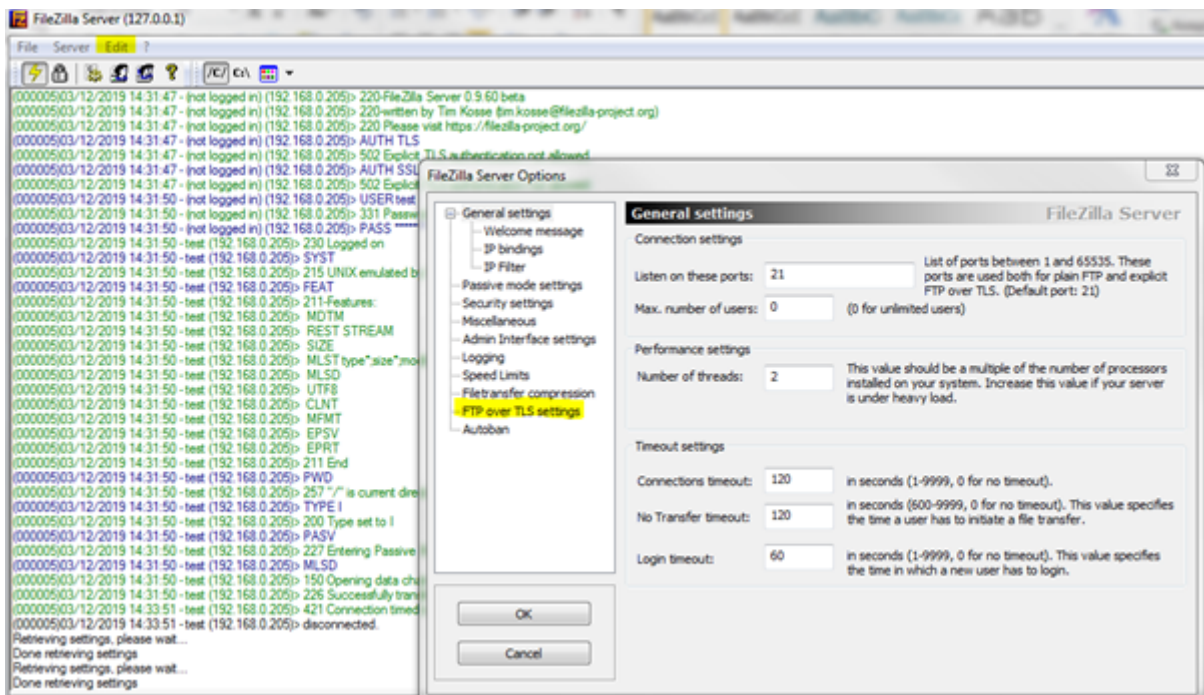 FileZilla Server (127.0.0.1)
File Server Edit ?
/C/ C:\
(000005)03/12/2019 14:31:47 - (not logged in) (192.168.0.205)> 220-FileZilla Server 0.9.60 beta
(000005)03/12/2019 14:31:47 - (not logged in) (192.168.0.205)> 220-written by Tim Kosse (tim.kosse@filezilla-project.org)
(000005)03/12/2019 14:31:47 - (not logged in) (192.168.0.205)> 220 Please visit https://filezilla-project.org/
(000005)03/12/2019 14:31:47 - (not logged in) (192.168.0.205)> AUTH TLS
(000005)03/12/2019 14:31:47 - (not logged in) (192.168.0.205)> 502 Explicit TLS authentication not allowed
(000005)03/12/2019 14:31:47 - (not logged in) (192.168.0.205)> AUTH SSL
(000005)03/12/2019 14:31:47 - (not logged in) (192.168.0.205)> 502 Explicit
(000005)03/12/2019 14:31:50 - (not logged in) (192.168.0.205)> USER test
(000005)03/12/2019 14:31:50 - (not logged in) (192.168.0.205)> 331 Passw
(000005)03/12/2019 14:31:50 - (not logged in) (192.168.0.205)> PASS ****
(000005)03/12/2019 14:31:50 - test (192.168.0.205)> 230 Logged on
(000005)03/12/2019 14:31:50 - test (192.168.0.205)> SYST
(000005)03/12/2019 14:31:50 - test (192.168.0.205)> 215 UNIX emulated b
(000005)03/12/2019 14:31:50 - test (192.168.0.205)> FEAT
(000005)03/12/2019 14:31:50 - test (192.168.0.205)> 211-Features:
(000005)03/12/2019 14:31:50 - test (192.168.0.205)> MDTM
(000005)03/12/2019 14:31:50 - test (192.168.0.205)> REST STREAM
(000005)03/12/2019 14:31:50 - test (192.168.0.205)> SIZE
(000005)03/12/2019 14:31:50 - test (192.168.0.205)> MLST type*;size*;mod
(000005)03/12/2019 14:31:50 - test (192.168.0.205)> MLSD
(000005)03/12/2019 14:31:50 - test (192.168.0.205)> UTF8
(000005)03/12/2019 14:31:50 - test (192.168.0.205)> CLNT
(000005)03/12/2019 14:31:50 - test (192.168.0.205)> MFMT
(000005)03/12/2019 14:31:50 - test (192.168.0.205)> EPSV
(000005)03/12/2019 14:31:50 - test (192.168.0.205)> EPRT
(000005)03/12/2019 14:31:50 - test (192.168.0.205)> 211 End
(000005)03/12/2019 14:31:50 - test (192.168.0.205)> PWD
(000005)03/12/2019 14:31:50 - test (192.168.0.205)> 257 "/" is current dire
(000005)03/12/2019 14:31:50 - test (192.168.0.205)> TYPE I
(000005)03/12/2019 14:31:50 - test (192.168.0.205)> 200 Type set to I
(000005)03/12/2019 14:31:50 - test (192.168.0.205)> PASV
(000005)03/12/2019 14:31:50 - test (192.168.0.205)> 227 Entering Passive
(000005)03/12/2019 14:31:50 - test (192.168.0.205)> MLSD
(000005)03/12/2019 14:31:50 - test (192.168.0.205)> 150 Opening data cha
(000005)03/12/2019 14:31:50 - test (192.168.0.205)> 226 Successfully tran
(000005)03/12/2019 14:33:51 - test (192.168.0.205)> 421 Connection timed
(000005)03/12/2019 14:33:51 - test (192.168.0.205)> disconnected.
Retrieving settings, please wait...
Done retrieving settings
Retrieving settings, please wait...
Done retrieving settings
FileZilla Server Options
General settings
Welcome message
IP bindings
IP Filter
Passive mode settings
Security settings
Miscellaneous
Admin Interface settings
Logging
Speed Limits
Filetransfer compression
FTP over TLS settings
Autoban
OK
Cancel
General settings FileZilla Server
Connection settings
Listen on these ports: 21
List of ports between 1 and 65535. These
ports are used both for plain FTP and explicit
FTP over TLS. (Default port: 21)
Max. number of users: 0 (0 for unlimited users)
Performance settings
Number of threads: 2
This value should be a multiple of the number of processors
installed on your system. Increase this value if your server
is under heavy load.
Timeout settings
Connections timeout: 120 in seconds (1-9999, 0 for no timeout).
No Transfer timeout: 120
in seconds (600-9999, 0 for no timeout). This value specifies
the time a user has to initiate a file transfer.
Login timeout: 60
in seconds (1-9999, 0 for no timeout). This value specifies
the time in which a new user has to login.